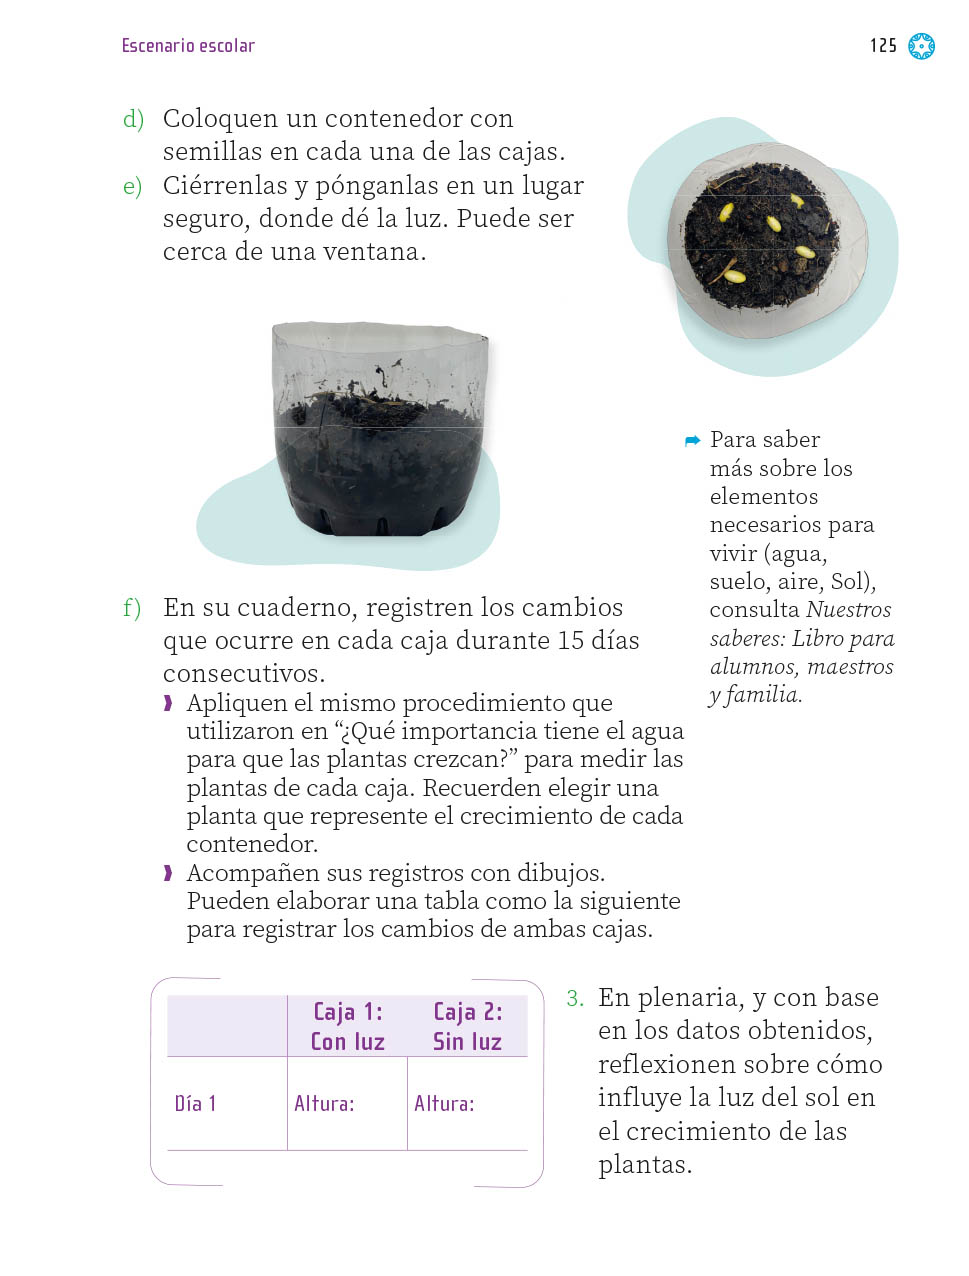 Escenario escolar
125
d) Coloquen un contenedor con
semillas en cada una de las cajas.
e) Ciérrenlas y pónganlas en un lugar
seguro, donde dé la luz. Puede ser
cerca de una ventana.
Para saber
más sobre los
elementos
necesarios para
vivir (agua,
suelo, aire, Sol),
consulta Nuestros
saberes: Libro para
alumnos, maestros
y familia.
f) En su cuaderno, registren los cambios
que ocurre en cada caja durante 15 días
consecutivos.
Apliquen el mismo procedimiento que
utilizaron en “¿Qué importancia tiene el agua
para que las plantas crezcan?” para medir las
plantas de cada caja. Recuerden elegir una
planta que represente el crecimiento de cada
contenedor.
Acompañen sus registros con dibujos.
Pueden elaborar una tabla como la siguiente
para registrar los cambios de ambas cajas.
Caja 1:
Con luz
Caja 2:
Sin luz
Día 1
Altura:
Altura:
3. En plenaria, y con base
en los datos obtenidos,
reflexionen sobre cómo
influye la luz del sol en
el crecimiento de las
plantas.